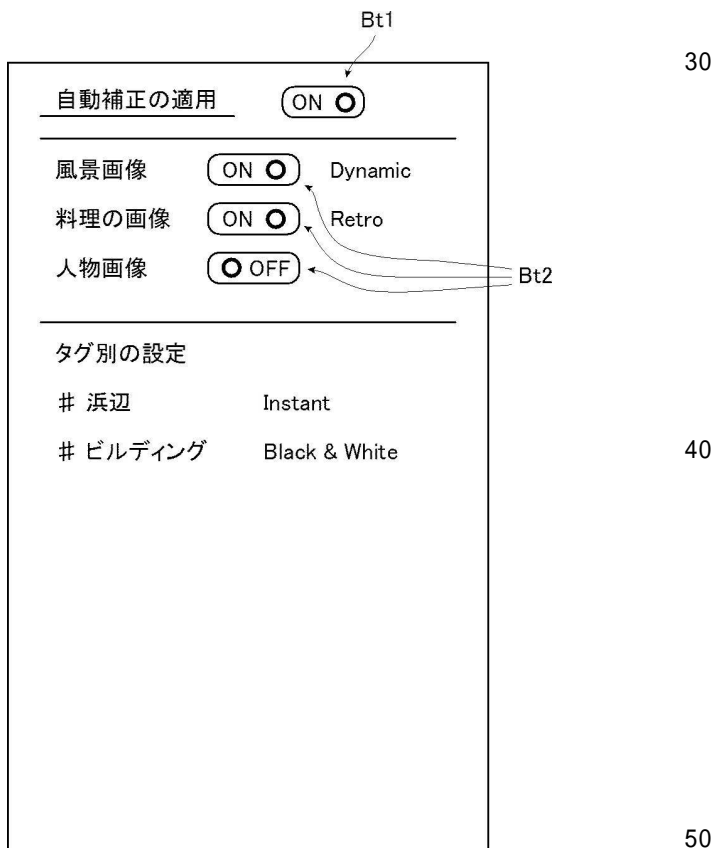 Bt1
30
自動補正の適用 ON
風景画像 ON Dynamic
料理の画像 ON Retro
人物画像 OFF
Bt2
タグ別の設定
# 浜辺 Instant
# ビルディング Black & White
40
50